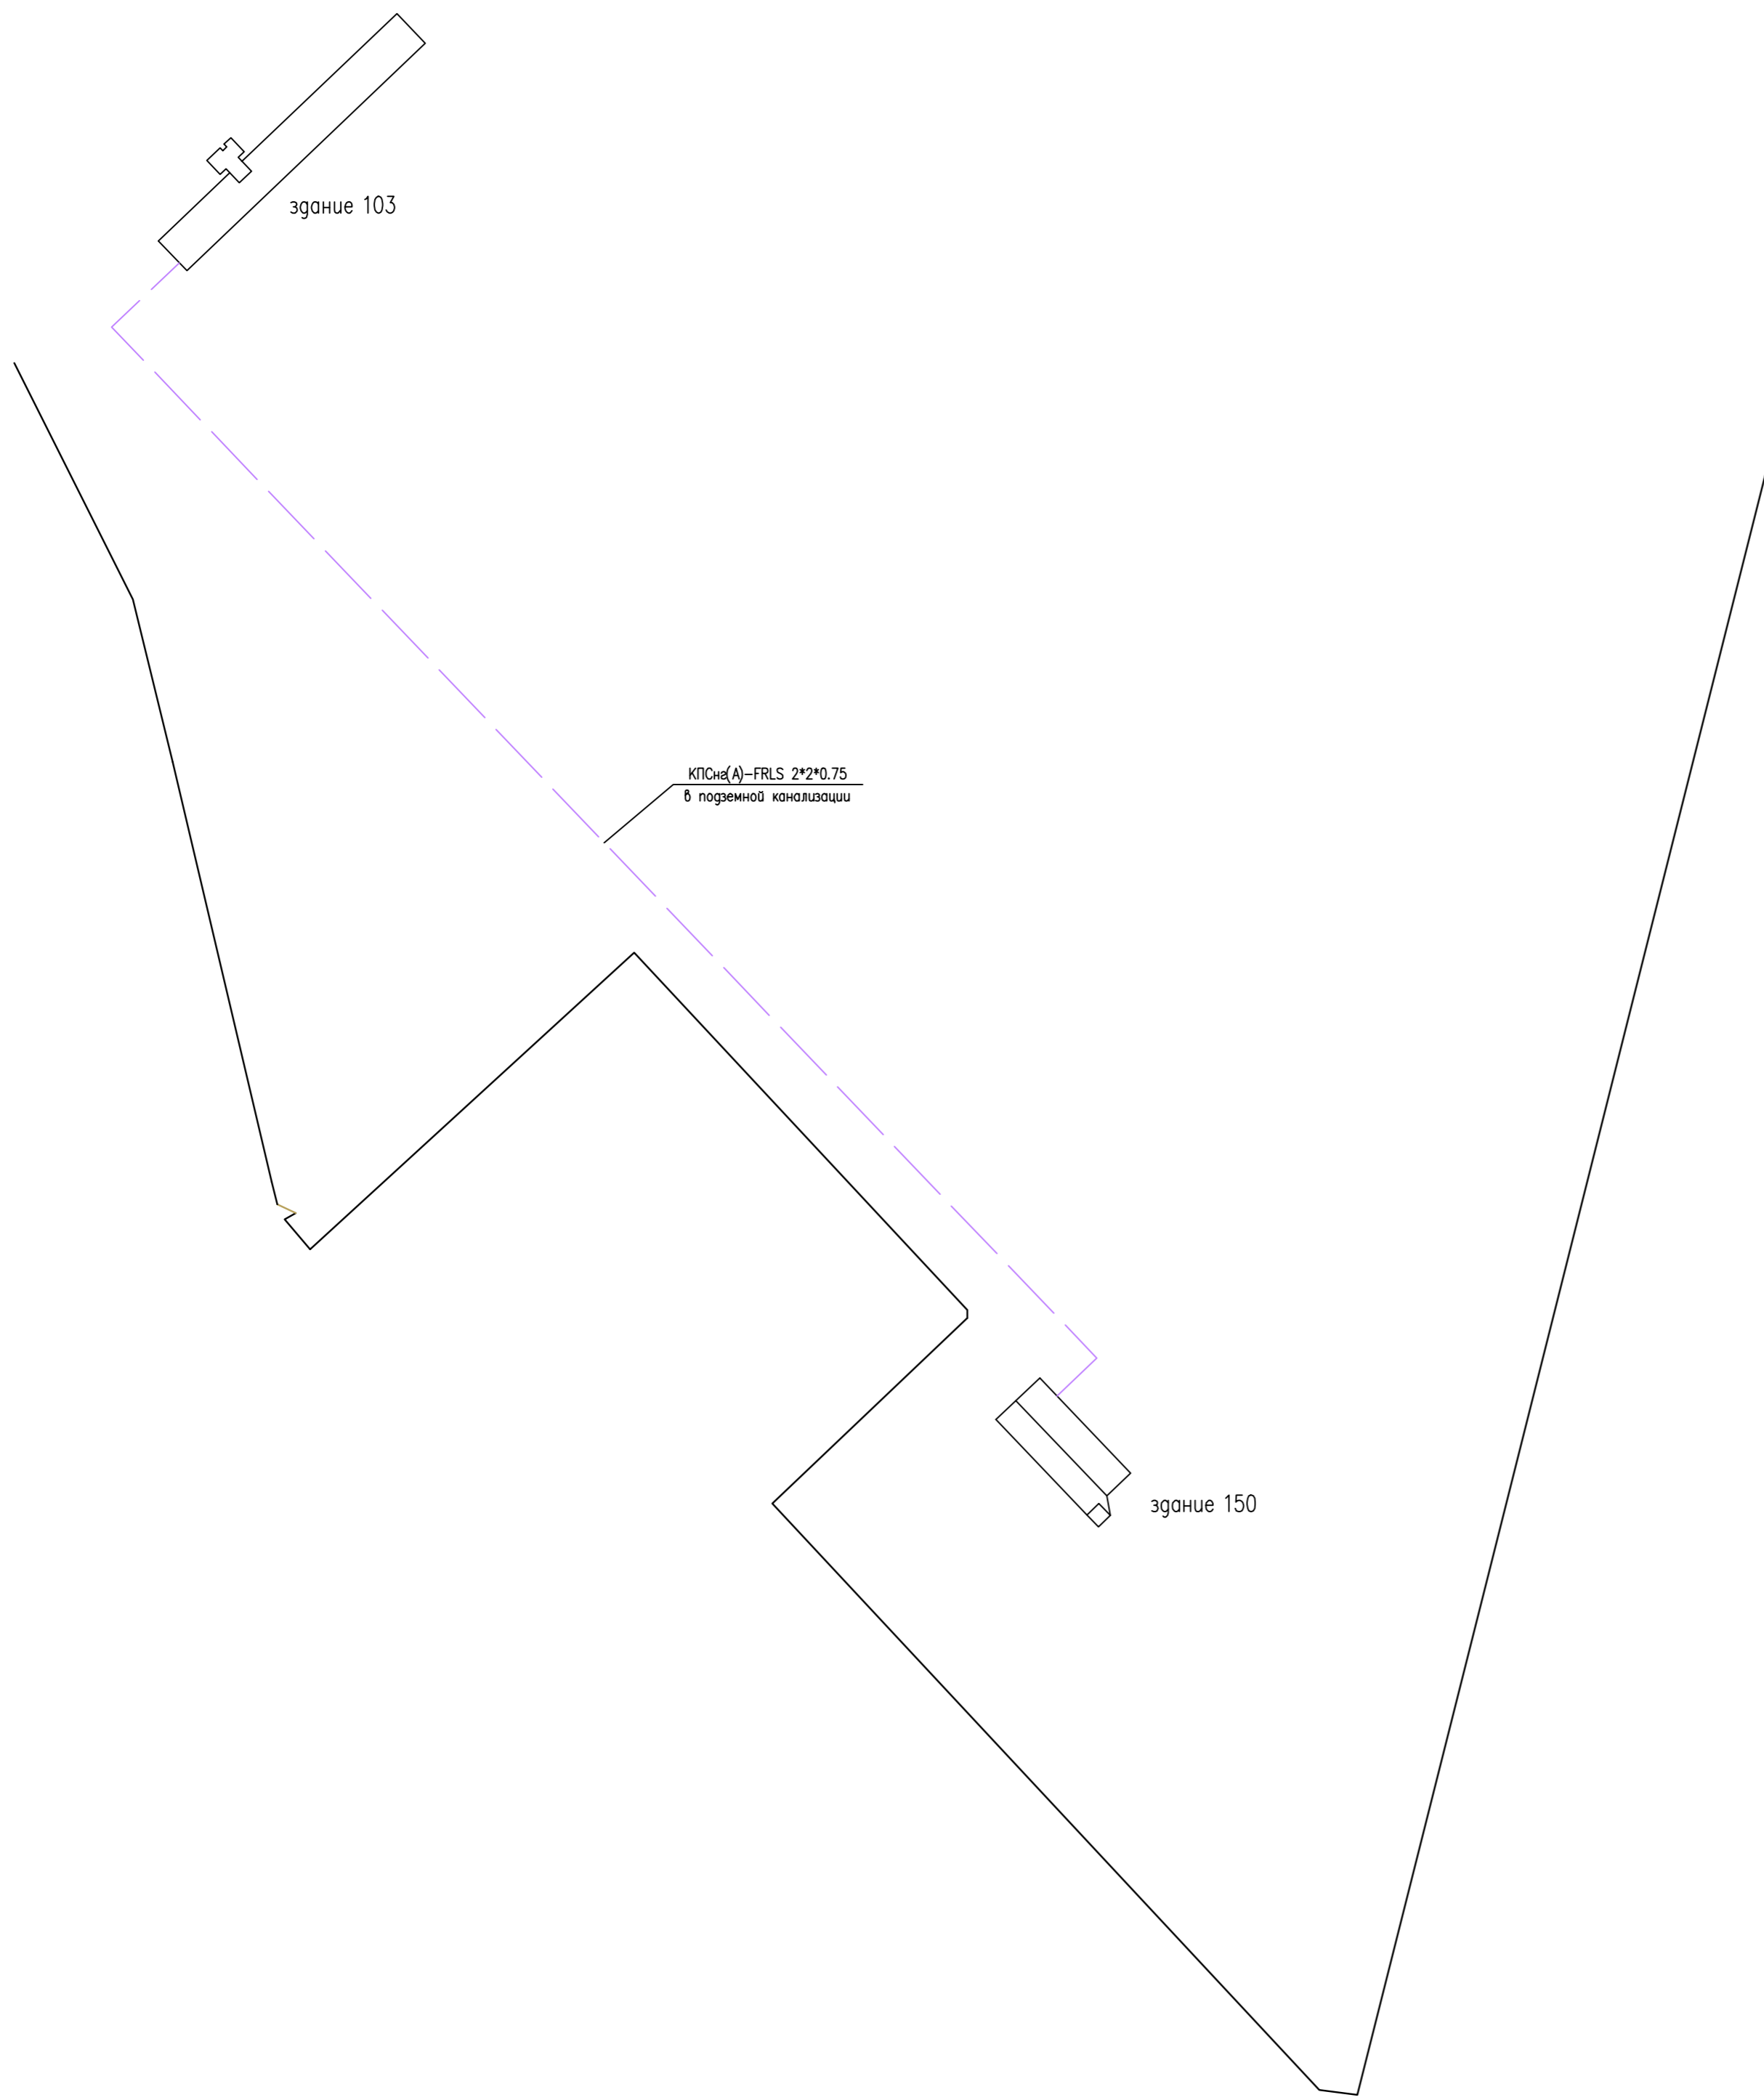 здание 103
КПСнг(А)-FRLS 2*2*0.75
в подземной канализации
здание 150